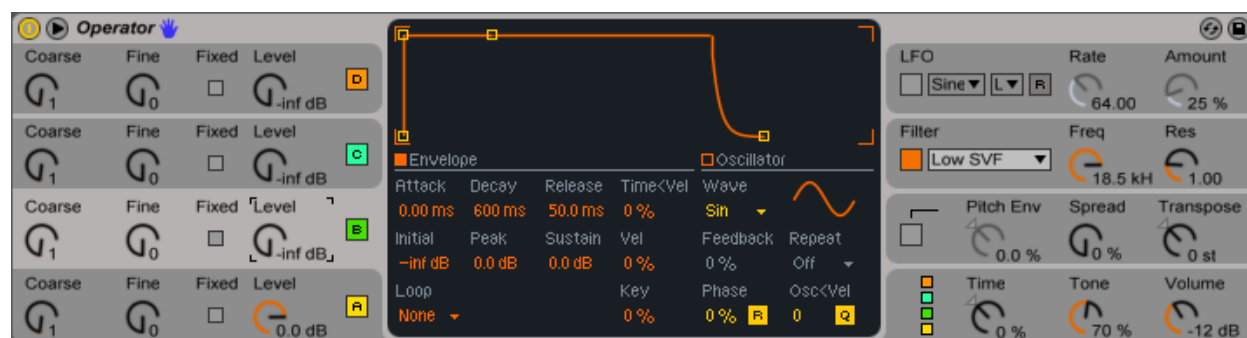 Operator
Coarse Fine Fixed Level
1 0 -inf dB D
Coarse Fine Fixed Level
1 0 -inf dB C
Coarse Fine Fixed Level
1 0 -inf dB B
Coarse Fine Fixed Level
1 0 0.0 dB A
Envelope Oscillator
Attack Decay Release Time<Vel Wave
0.00 ms 600 ms 50.0 ms 0 % Sin
Initial Peak Sustain Vel Feedback Repeat
-inf dB 0.0 dB 0.0 dB 0 % 0 % Off
Loop Key Phase Osc<Vel
None 0 % 0 % R 0 Q
LFO Rate Amount
Sine L R 64.00 25 %
Filter Freq Res
Low SVF 18.5 kH 1.00
Pitch Env Spread Transpose
0.0 % 0 % 0 st
Time Tone Volume
0 % 70 % -12 dB